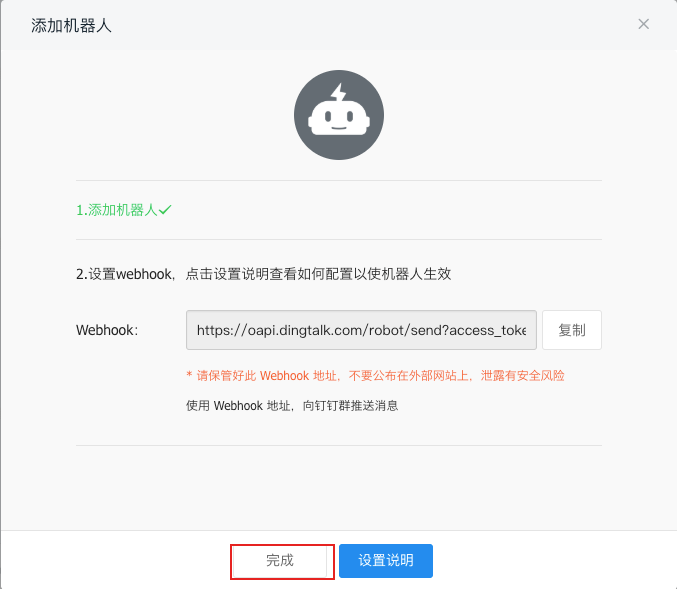 添加机器人
1.添加机器人
2.设置webhook，点击设置说明查看如何配置以使机器人生效
Webhook: https://oapi.dingtalk.com/robot/send?access_toke 复制
* 请保管好此 Webhook 地址，不要公布在外部网站上，泄露有安全风险
使用 Webhook 地址，向钉钉群推送消息
完成 设置说明